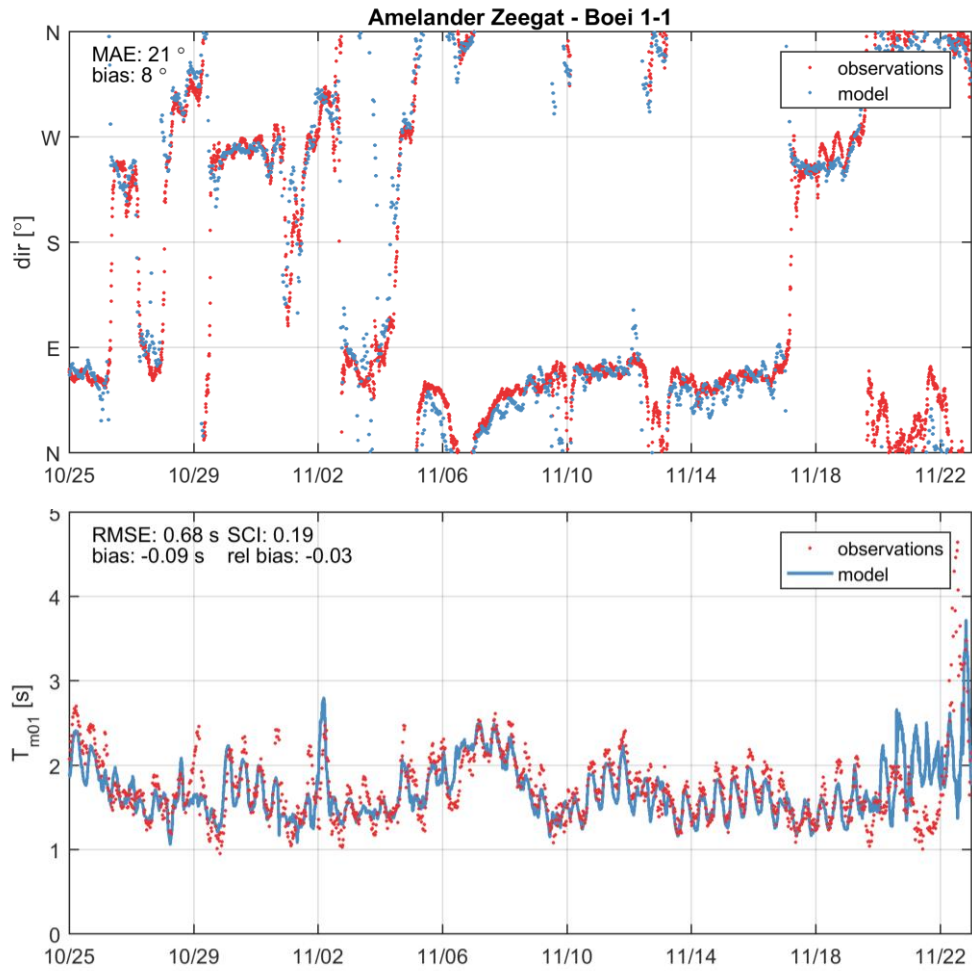 Amelander Zeegat - Boei 1-1
N
W
S
E
N
dir [°]
MAE: 21 °
bias: 8 °
observations
model
10/25 10/29 11/02 11/06 11/10 11/14 11/18 11/22
5
4
3
2
1
0
T_m01 [s]
RMSE: 0.68 s SCI: 0.19
bias: -0.09 s rel bias: -0.03
observations
model
10/25 10/29 11/02 11/06 11/10 11/14 11/18 11/22